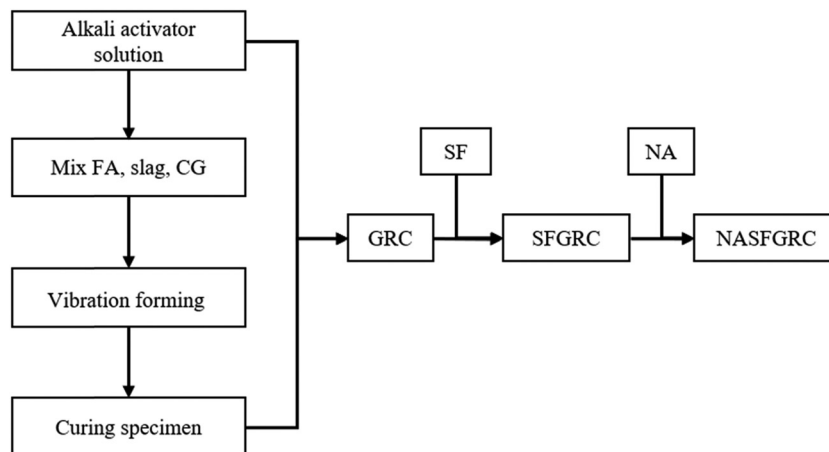 Alkali activator
solution
Mix FA, slag, CG
Vibration forming
Curing specimen
GRC
SF
SFGRC
NA
NASFGRC